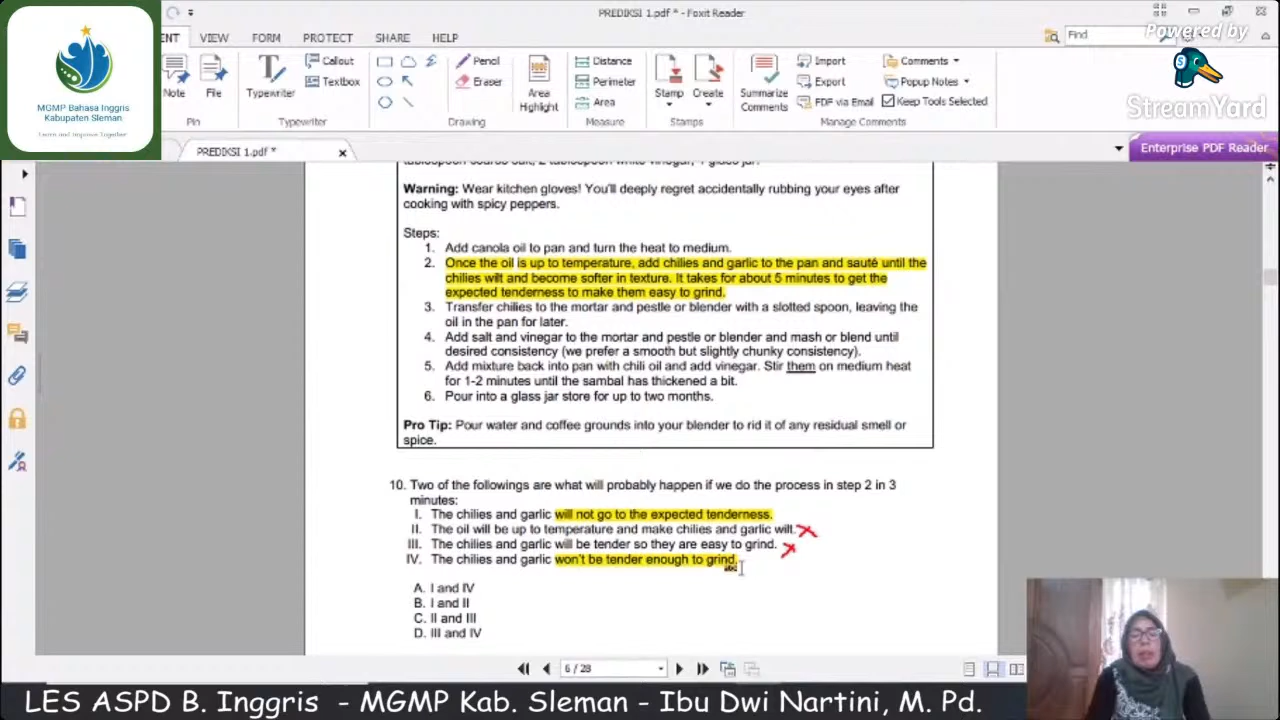 PREDIKSI 1.pdf * - Foxit Reader
Powered by
StreamYard
MGMP Bahasa Inggris
Kabupaten Sleman
Learn and Improve Together
VIEW FORM PROTECT SHARE HELP
Find
Note File
Pin
Typewriter
Callout
Textbox
Typewriter
Pencil
Eraser
Area
Highlight
Drawing
Distance
Perimeter
Area
Measure
Stamp Create
Stamps
Summarize
Comments
Import
Export
FDF via Email
Comments
Popup Notes
Keep Tools Selected
Manage Comments
PREDIKSI 1.pdf *
Enterprise PDF Reader
Warning: Wear kitchen gloves! You'll deeply regret accidentally rubbing your eyes after
cooking with spicy peppers.
Steps:
1. Add canola oil to pan and turn the heat to medium.
2. Once the oil is up to temperature, add chilies and garlic to the pan and sauté until the
chilies wilt and become softer in texture. It takes for about 5 minutes to get the
expected tenderness to make them easy to grind.
3. Transfer chilies to the mortar and pestle or blender with a slotted spoon, leaving the
oil in the pan for later.
4. Add salt and vinegar to the mortar and pestle or blender and mash or blend until
desired consistency (we prefer a smooth but slightly chunky consistency).
5. Add mixture back into pan with chili oil and add vinegar. Stir them on medium heat
for 1-2 minutes until the sambal has thickened a bit.
6. Pour into a glass jar store for up to two months.
Pro Tip: Pour water and coffee grounds into your blender to rid it of any residual smell or
spice.
10. Two of the followings are what will probably happen if we do the process in step 2 in 3
minutes:
I. The chilies and garlic will not go to the expected tenderness.
II. The oil will be up to temperature and make chilies and garlic wilt.
III. The chilies and garlic will be tender so they are easy to grind.
IV. The chilies and garlic won't be tender enough to grind.
A. I and IV
B. I and II
C. II and III
D. III and IV
6 / 28
LES ASPD B. Inggris - MGMP Kab. Sleman - Ibu Dwi Nartini, M. Pd.